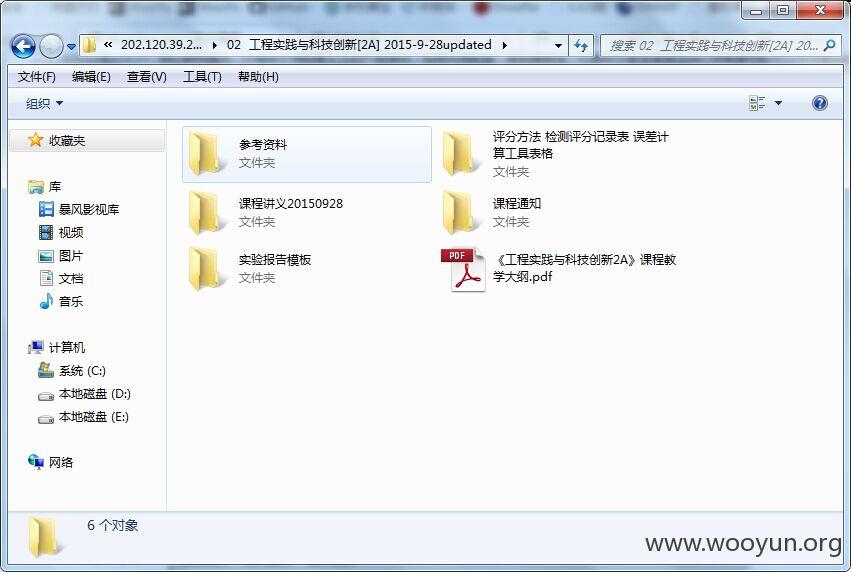 « 202.120.39.2... ▸ 02 工程实践与科技创新[2A] 2015-9-28updated ▸
搜索 02 工程实践与科技创新[2A] 20...
文件(F) 编辑(E) 查看(V) 工具(T) 帮助(H)
组织
收藏夹
库
暴风影视库
视频
图片
文档
音乐
计算机
系统 (C:)
本地磁盘 (D:)
本地磁盘 (E:)
网络
参考资料
文件夹
评分方法 检测评分记录表 误差计
算工具表格
文件夹
课程讲义20150928
文件夹
课程通知
文件夹
实验报告模板
文件夹
PDF
《工程实践与科技创新2A》课程教
学大纲.pdf
6 个对象
www.wooyun.org